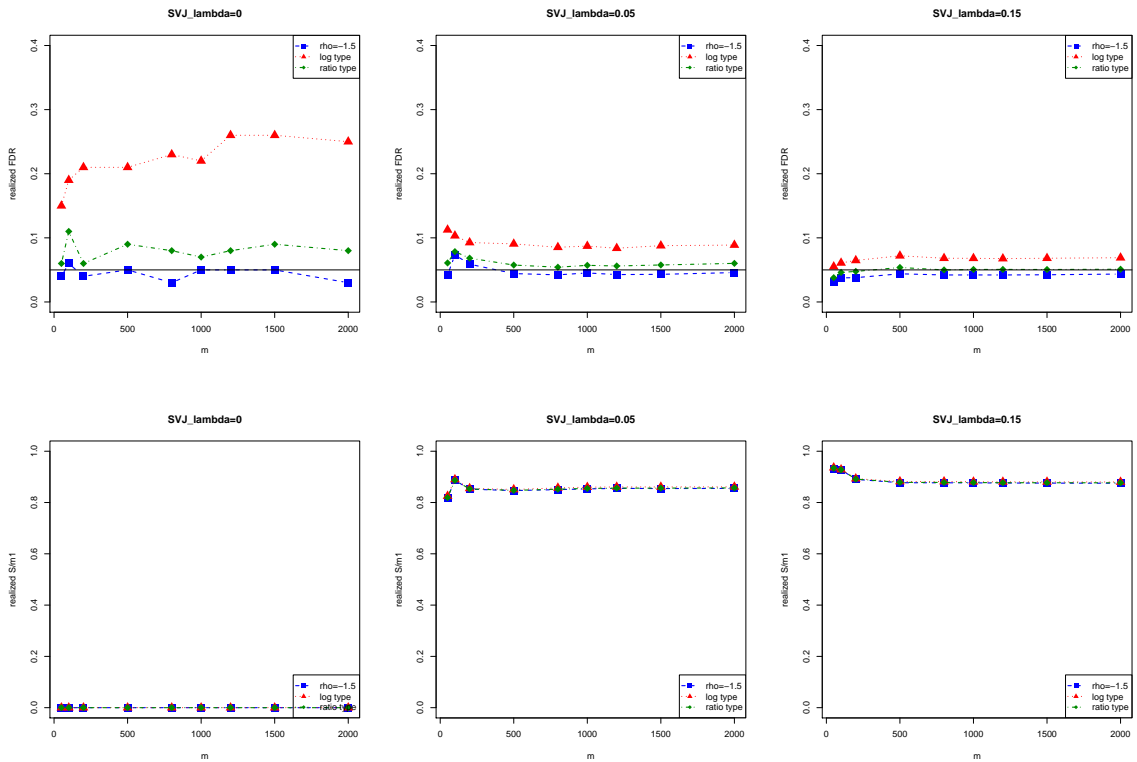 SVJ_lambda=0
realized FDR
0.0 0.1 0.2 0.3 0.4
0 500 1000 1500 2000
m
rho=−1.5
log type
ratio type
SVJ_lambda=0.05
realized FDR
0.0 0.1 0.2 0.3 0.4
0 500 1000 1500 2000
m
rho=−1.5
log type
ratio type
SVJ_lambda=0.15
realized FDR
0.0 0.1 0.2 0.3 0.4
0 500 1000 1500 2000
m
rho=−1.5
log type
ratio type
SVJ_lambda=0
realized S/m1
0.0 0.2 0.4 0.6 0.8 1.0
0 500 1000 1500 2000
m
rho=−1.5
log type
ratio type
SVJ_lambda=0.05
realized S/m1
0.0 0.2 0.4 0.6 0.8 1.0
0 500 1000 1500 2000
m
rho=−1.5
log type
ratio type
SVJ_lambda=0.15
realized S/m1
0.0 0.2 0.4 0.6 0.8 1.0
0 500 1000 1500 2000
m
rho=−1.5
log type
ratio type